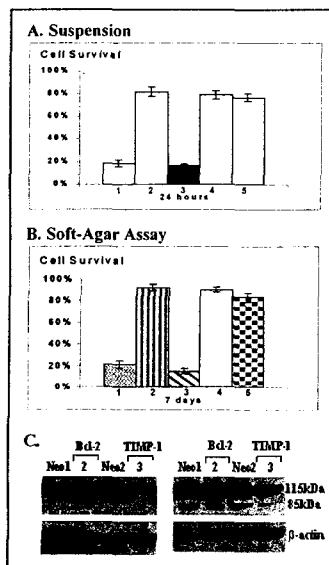 A. Suspension
Cell Survival
100%
80%
60%
40%
20%
0%
1 2 3 4 5
24 hours
B. Soft-Agar Assay
Cell Survival
100%
80%
60%
40%
20%
0%
1 2 3 4 5
7 days
C.
Bcl-2 TIMP-1 Bcl-2 TIMP-1
Neo1 2 Neo2 3 Neo1 2 Neo2 3
115kDa
85kDa
β-actin